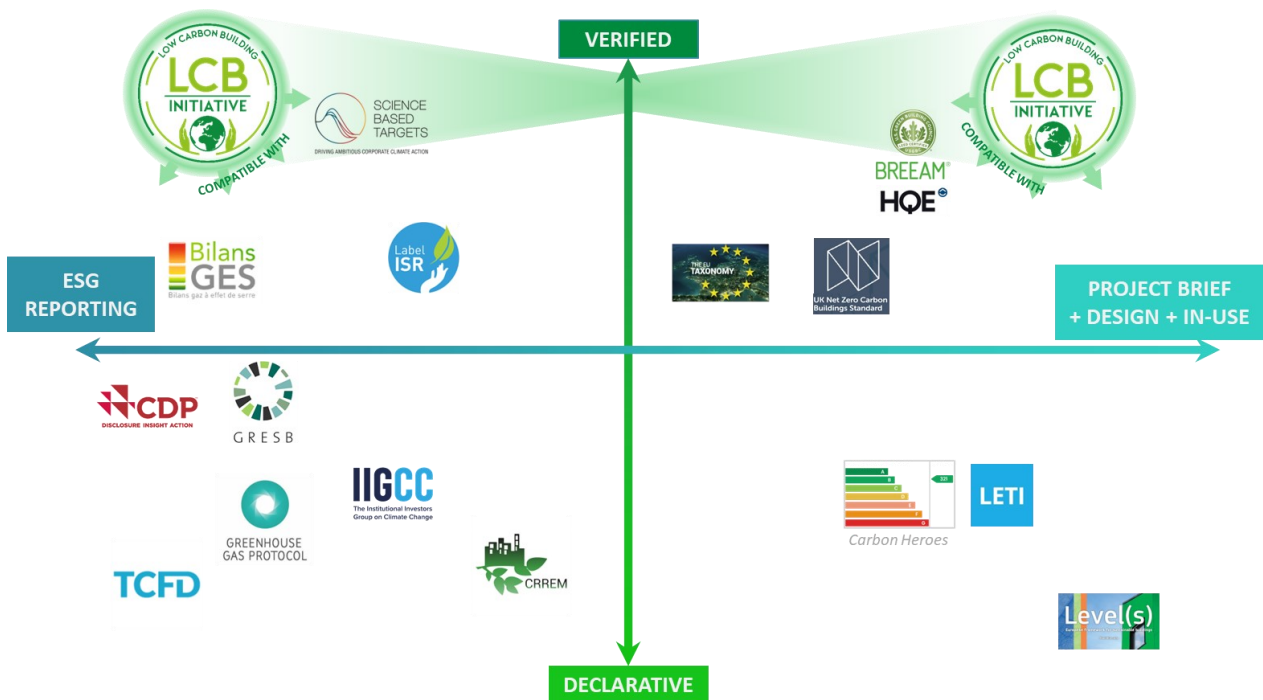 VERIFIED
LOW CARBON BUILDING
LCB
INITIATIVE
COMPATIBLE WITH
SCIENCE
BASED
TARGETS
DRIVING AMBITIOUS CORPORATE CLIMATE ACTION
LOW CARBON BUILDING
LCB
INITIATIVE
COMPATIBLE WITH
BREEAM®
HQE
Bilans
GES
Bilans gaz à effet de serre
Label
ISR
THE EU
TAXONOMY
UK Net Zero Carbon
Buildings Standard
ESG
REPORTING
PROJECT BRIEF
+ DESIGN + IN-USE
CDP
DISCLOSURE INSIGHT ACTION
GRESB
GREENHOUSE
GAS PROTOCOL
IIGCC
The Institutional Investors
Group on Climate Change
TCFD
CRREM
A
B
C
D
E
F
G
Carbon Heroes
LETI
Level(s)
DECLARATIVE